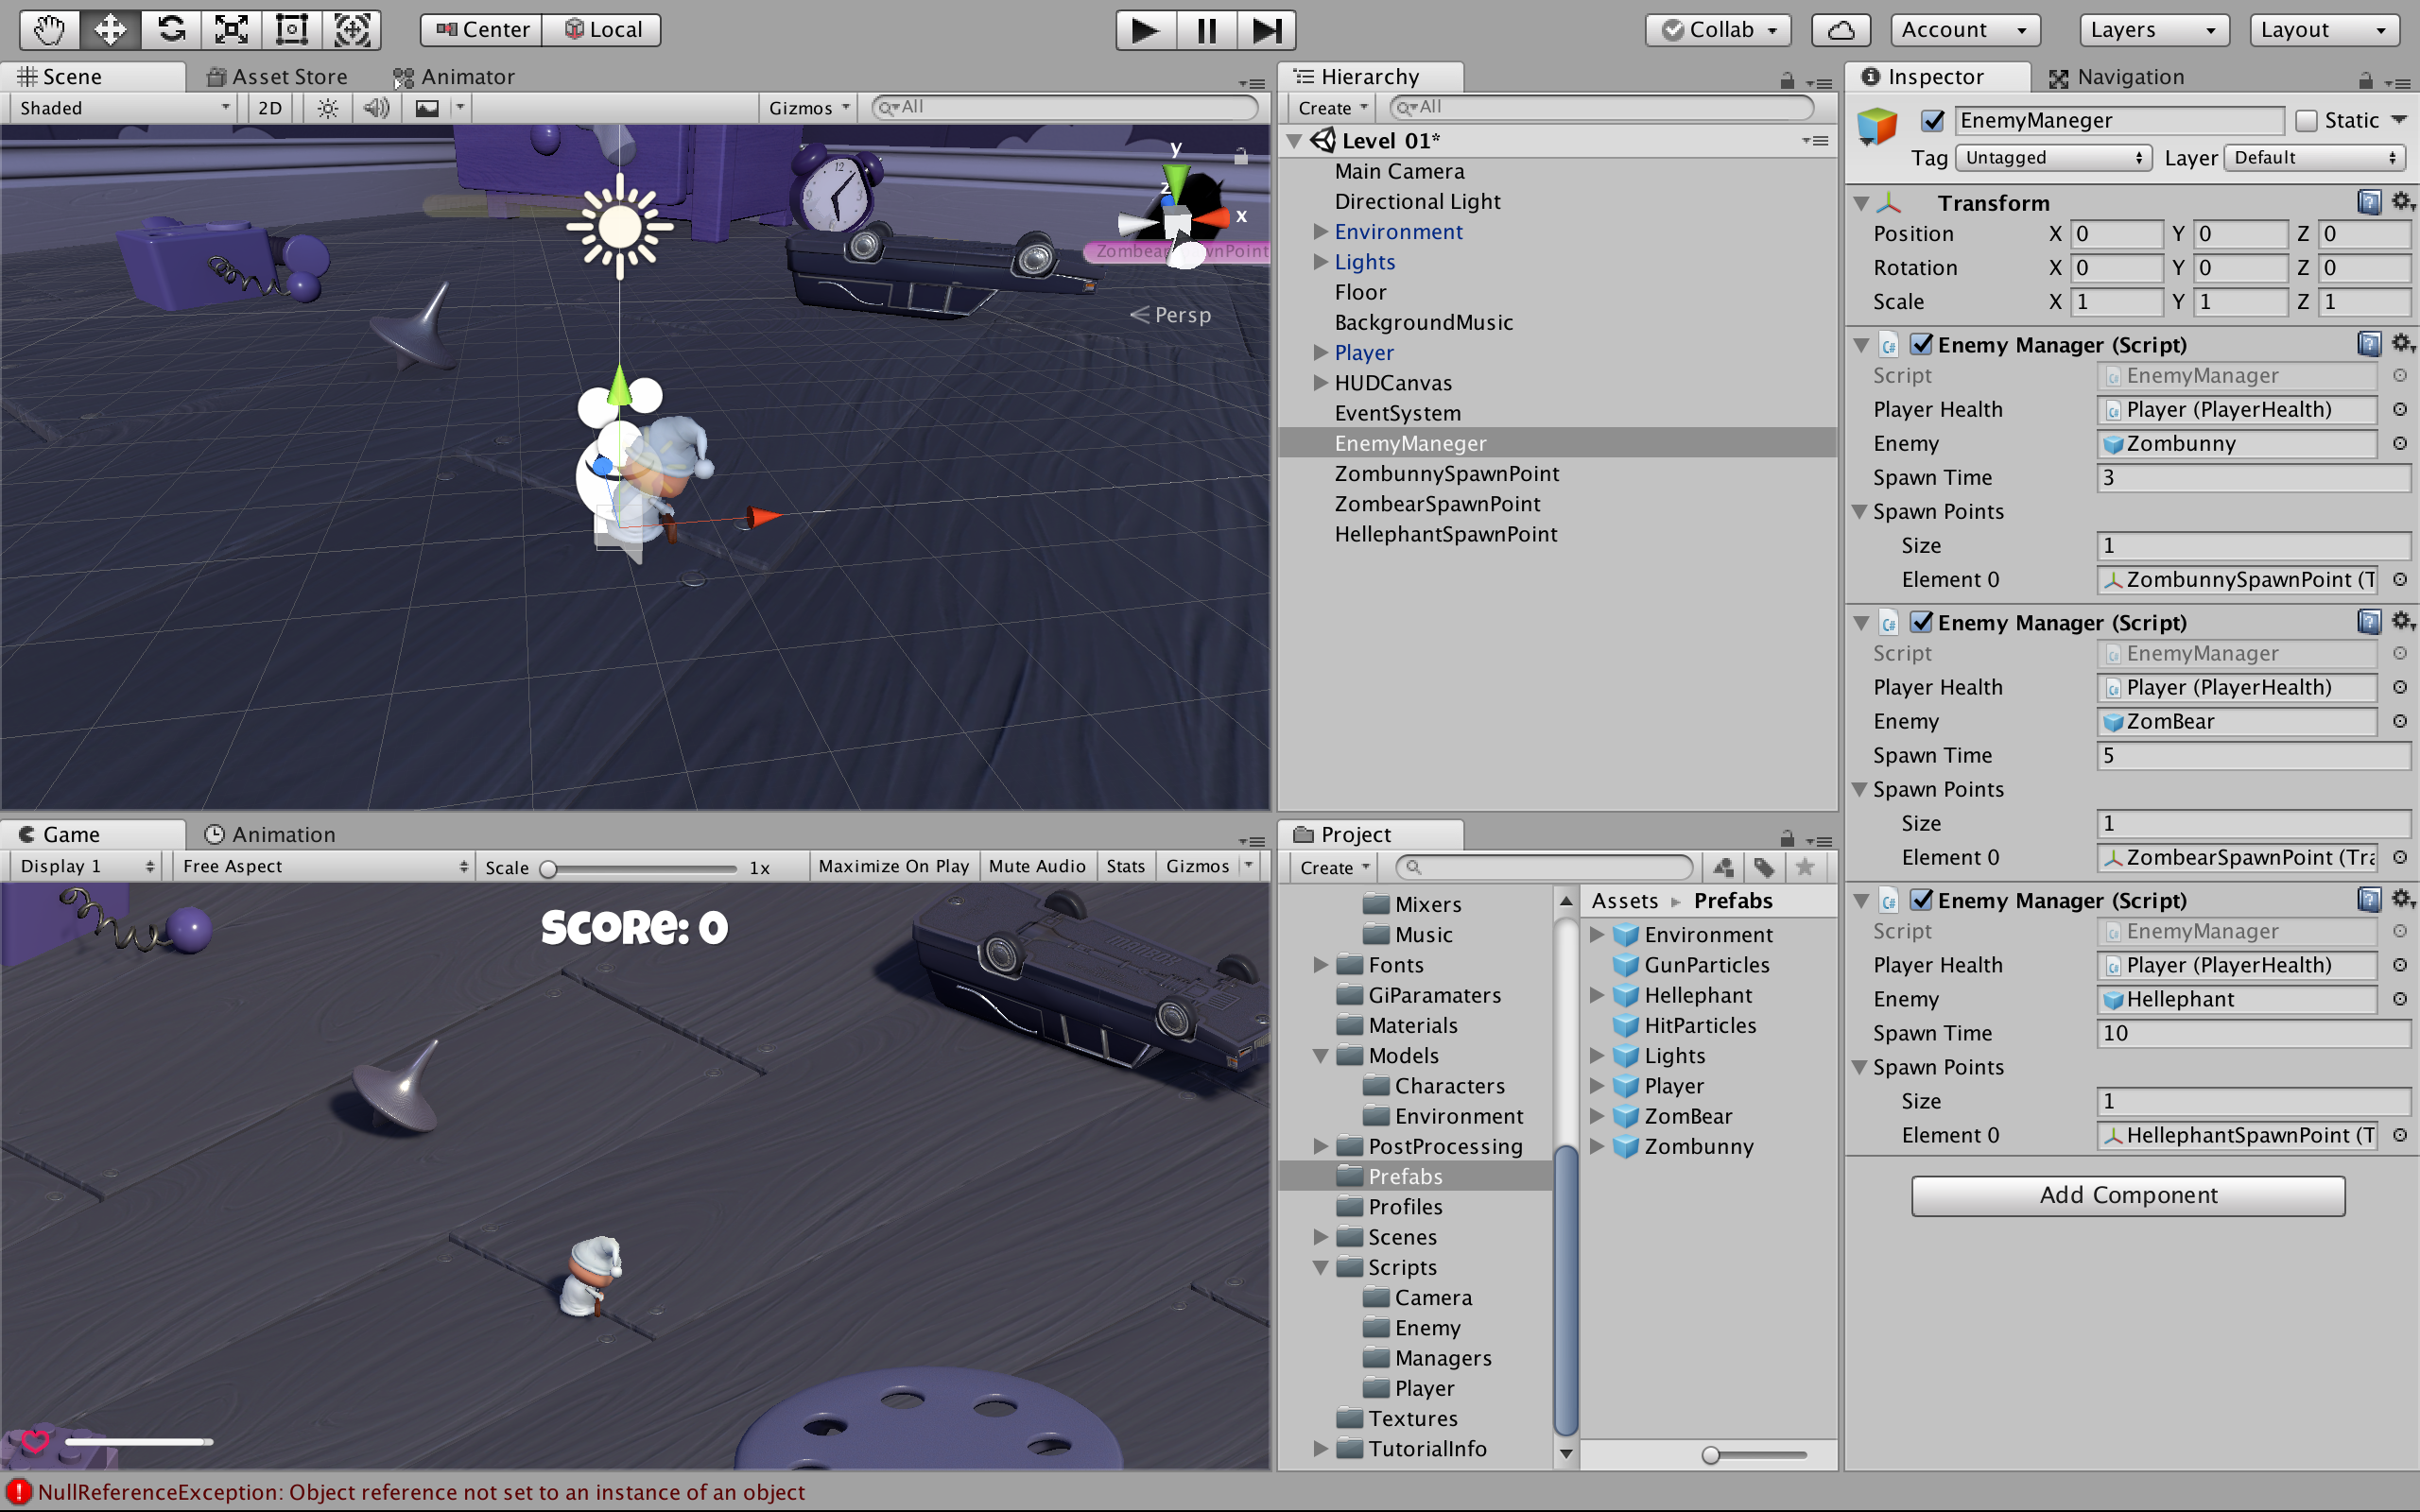 Center Local Collab Account Layers Layout
Scene Asset Store Animator
Shaded 2D Gizmos All
y
z
x
Persp
12
Hierarchy
Create All
Level 01*
Main Camera
Directional Light
Environment
Lights
Floor
BackgroundMusic
Player
HUDCanvas
EventSystem
EnemyManeger
ZombunnySpawnPoint
ZombearSpawnPoint
HellephantSpawnPoint
Inspector Navigation
EnemyManeger Static
Tag Untagged Layer Default
Transform
Position X 0 Y 0 Z 0
Rotation X 0 Y 0 Z 0
Scale X 1 Y 1 Z 1
Enemy Manager (Script)
Script EnemyManager
Player Health Player (PlayerHealth)
Enemy Zombunny
Spawn Time 3
Spawn Points
Size 1
Element 0 ZombunnySpawnPoint (T
Enemy Manager (Script)
Script EnemyManager
Player Health Player (PlayerHealth)
Enemy ZomBear
Spawn Time 5
Spawn Points
Size 1
Element 0 ZombearSpawnPoint (Tra
Enemy Manager (Script)
Script EnemyManager
Player Health Player (PlayerHealth)
Enemy Hellephant
Spawn Time 10
Spawn Points
Size 1
Element 0 HellephantSpawnPoint (T
Add Component
Game Animation
Display 1 Free Aspect Scale 1x Maximize On Play Mute Audio Stats Gizmos
SCORE: 0
Project
Create
Mixers
Music
Fonts
GiParamaters
Materials
Models
Characters
Environment
PostProcessing
Prefabs
Profiles
Scenes
Scripts
Camera
Enemy
Managers
Player
Textures
TutorialInfo
Assets Prefabs
Environment
GunParticles
Hellephant
HitParticles
Lights
Player
ZomBear
Zombunny
NullReferenceException: Object reference not set to an instance of an object